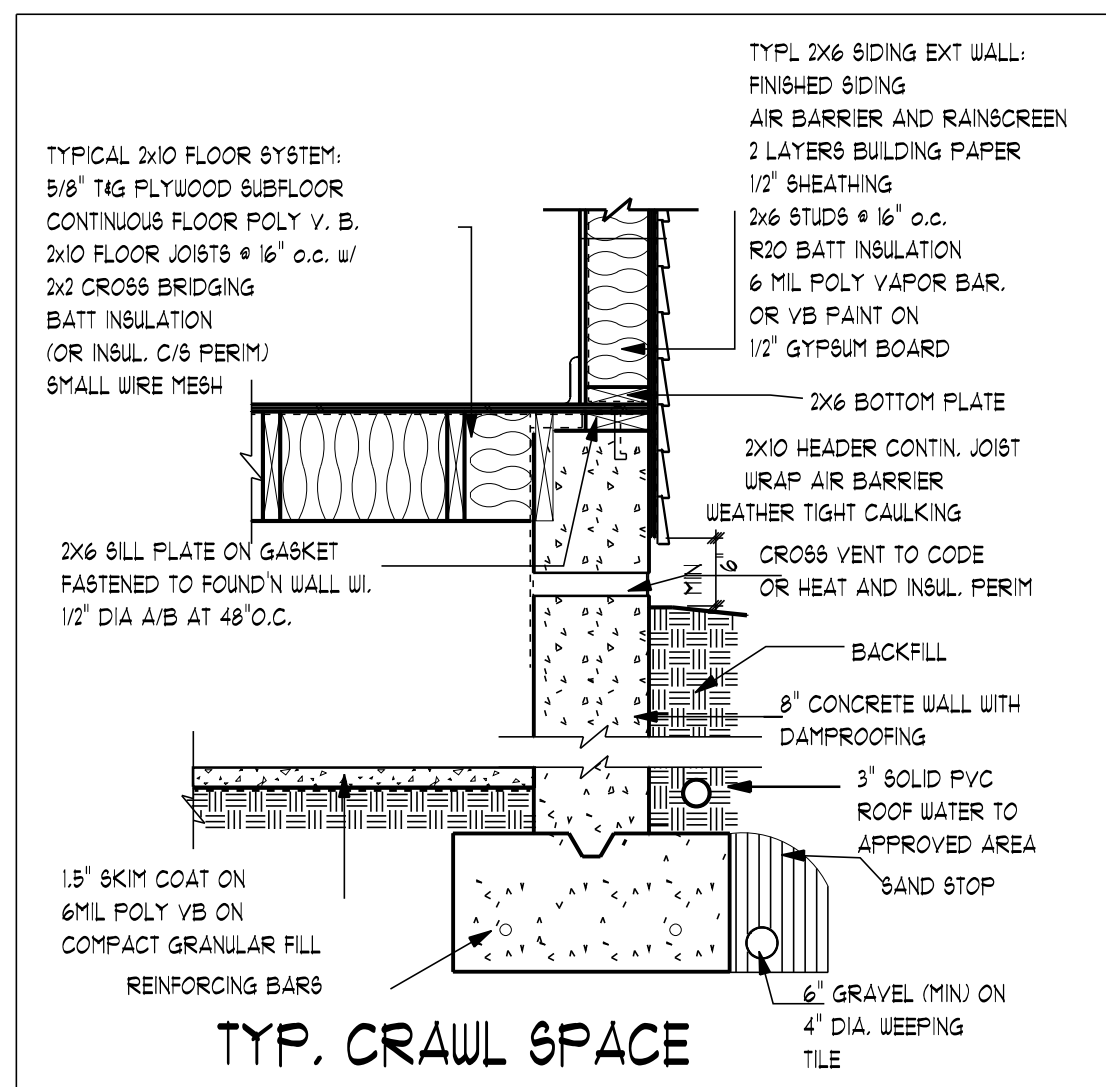 TYPICAL 2x10 FLOOR SYSTEM:
5/8" T&G PLYWOOD SUBFLOOR
CONTINUOUS FLOOR POLY V. B.
2x10 FLOOR JOISTS @ 16" o.c. w/
2x2 CROSS BRIDGING
BATT INSULATION
(OR INSUL. C/S PERIM)
SMALL WIRE MESH
TYPL 2X6 SIDING EXT WALL:
FINISHED SIDING
AIR BARRIER AND RAINSCREEN
2 LAYERS BUILDING PAPER
1/2" SHEATHING
2x6 STUDS @ 16" o.c.
R20 BATT INSULATION
6 MIL POLY VAPOR BAR.
OR VB PAINT ON
1/2" GYPSUM BOARD
2X6 BOTTOM PLATE
2X10 HEADER CONTIN. JOIST
WRAP AIR BARRIER
WEATHER TIGHT CAULKING
CROSS VENT TO CODE
OR HEAT AND INSUL. PERIM
MIN 6"
2X6 SILL PLATE ON GASKET
FASTENED TO FOUND'N WALL WI.
1/2" DIA A/B AT 48"O.C.
BACKFILL
8" CONCRETE WALL WITH
DAMPROOFING
3" SOLID PVC
ROOF WATER TO
APPROVED AREA
SAND STOP
1.5" SKIM COAT ON
6MIL POLY VB ON
COMPACT GRANULAR FILL
REINFORCING BARS
6" GRAVEL (MIN) ON
4" DIA. WEEPING
TILE
TYP. CRAWL SPACE